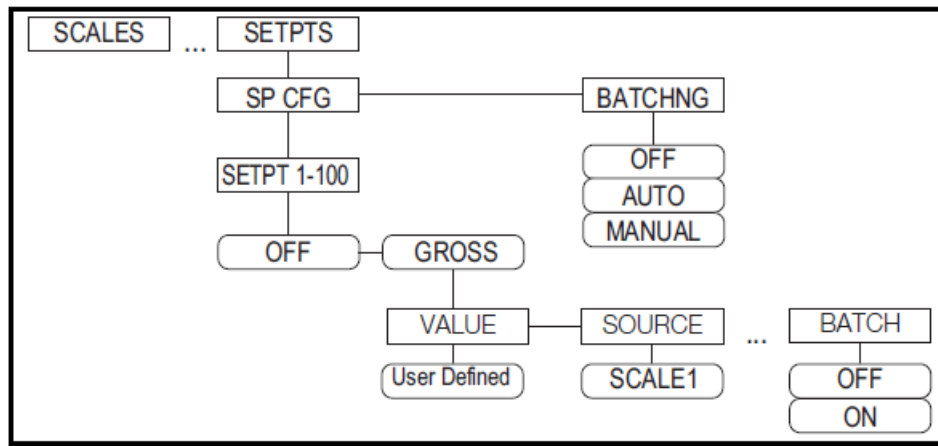 SCALES ... SETPTS
SP CFG BATCHNG
OFF
SETPT 1-100
AUTO
MANUAL
OFF GROSS
VALUE SOURCE ... BATCH
User Defined SCALE1 OFF
ON